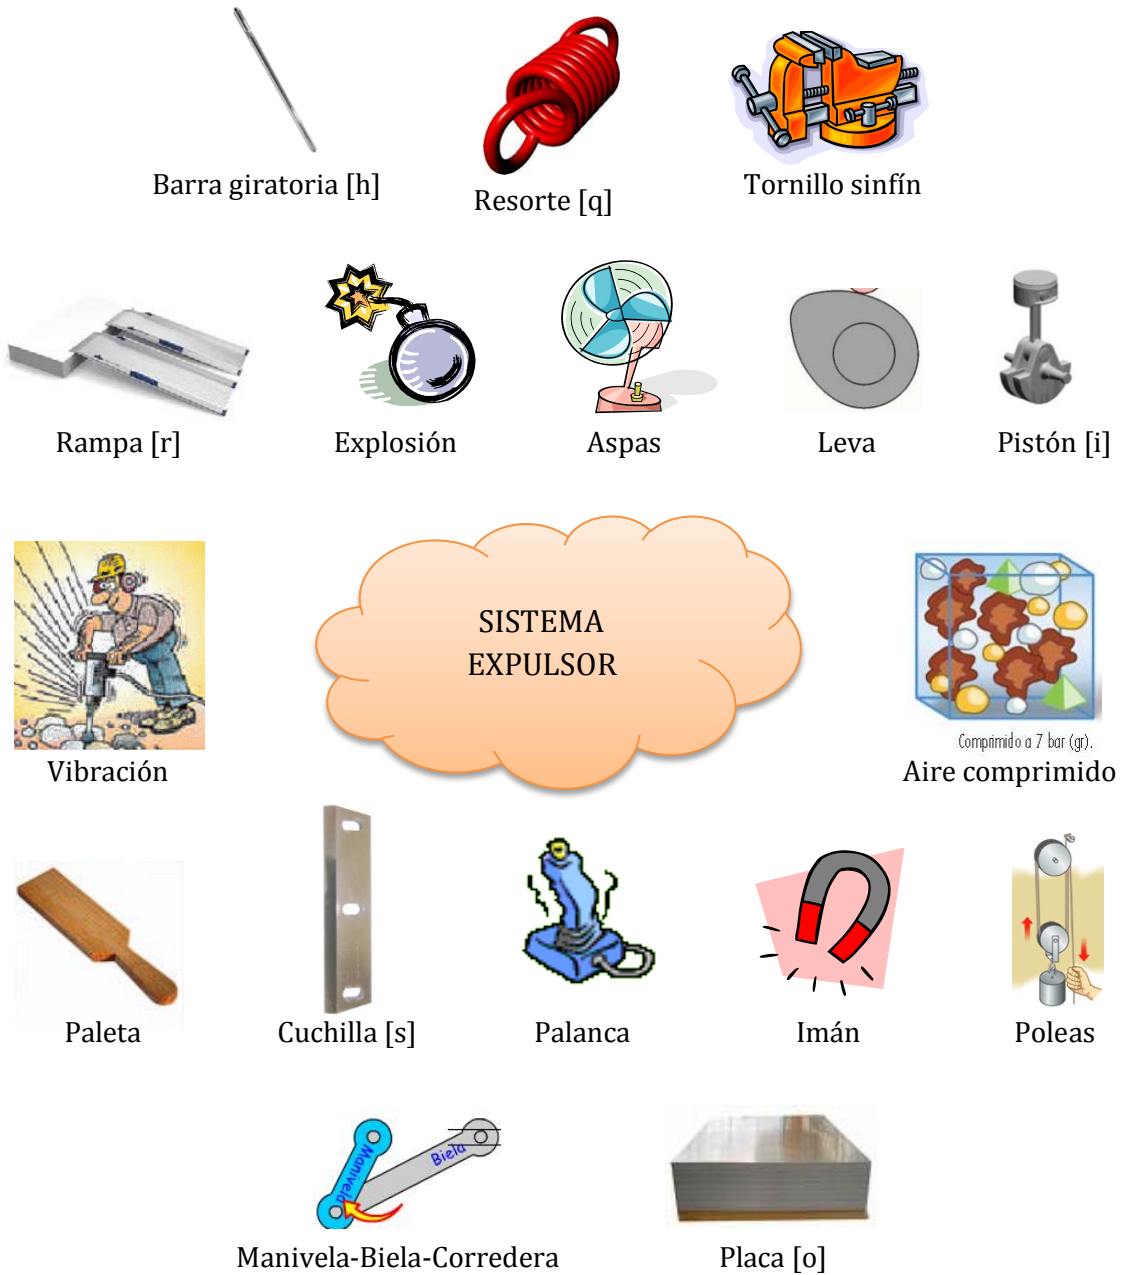 Barra giratoria [h]
Resorte [q]
Tornillo sinfín
Rampa [r]
Explosión
Aspas
Leva
Pistón [i]
SISTEMA
EXPULSOR
Vibración
Comprimido a 7 bar (gr).
Aire comprimido
Paleta
Cuchilla [s]
Palanca
Imán
Poleas
Manivela
Biela
Manivela-Biela-Corredera
Placa [o]